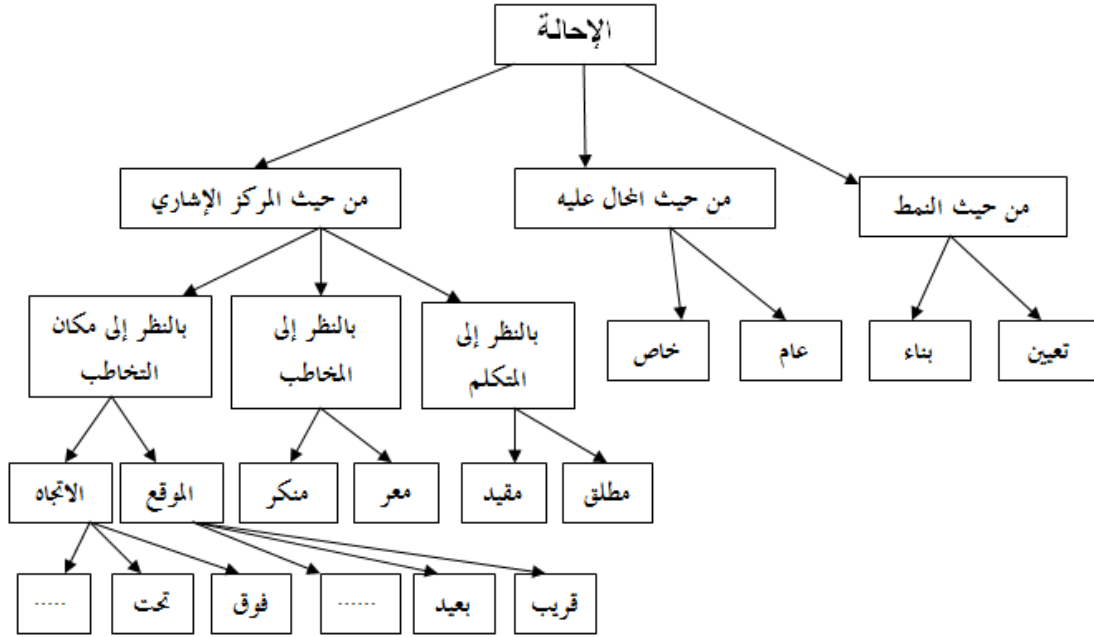 الإحالة
من حيث النمط
من حيث المحال عليه
من حيث المركز الإشاري
تعيين
بناء
عام
خاص
بالنظر إلى
المتكلم
بالنظر إلى
المخاطب
بالنظر إلى مكان
التخاطب
مطلق
مقيد
معر
منكر
الموقع
الاتجاه
قريب
بعيد
......
فوق
تحت
.....